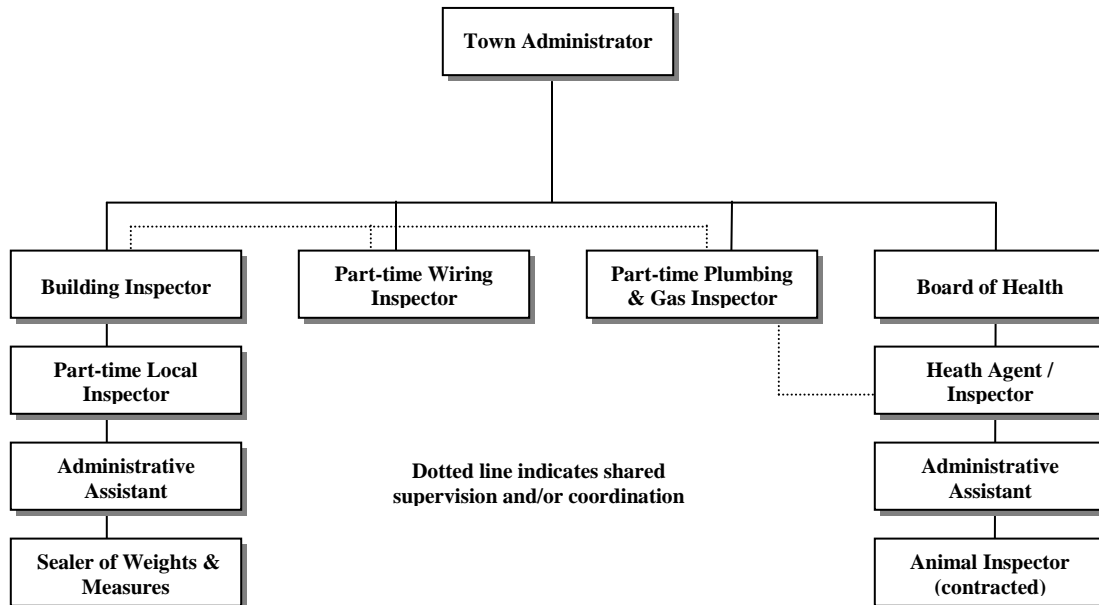 Town Administrator
Building Inspector
Part-time Wiring
Inspector
Part-time Plumbing
& Gas Inspector
Board of Health
Part-time Local
Inspector
Heath Agent /
Inspector
Administrative
Assistant
Dotted line indicates shared
supervision and/or coordination
Administrative
Assistant
Sealer of Weights &
Measures
Animal Inspector
(contracted)